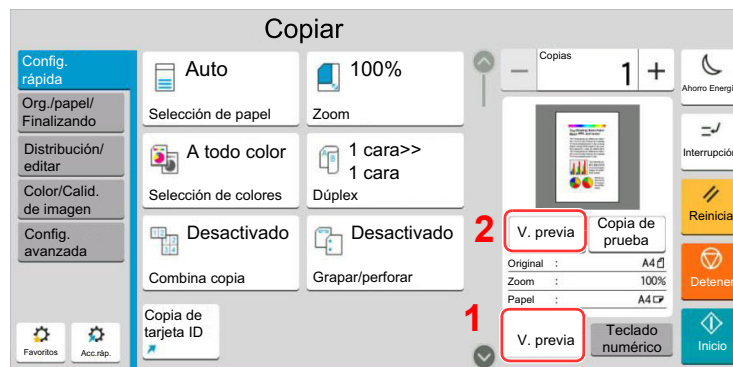 Copiar
Config.
rápida
Org./papel/
Finalizando
Distribución/
editar
Color/Calid.
de imagen
Config.
avanzada
Favoritos
Acc.ráp.
Auto
Selección de papel
100%
Zoom
A todo color
Selección de colores
1 cara>>
1 cara
Dúplex
Desactivado
Combina copia
Desactivado
Grapar/perforar
Copia de
tarjeta ID
Copias
1
2
V. previa
Copia de
prueba
Original : A4
Zoom : 100%
Papel : A4
1
V. previa
Teclado
numérico
Ahorro Energí
Interrupción
Reinicia
Detener
Inicio